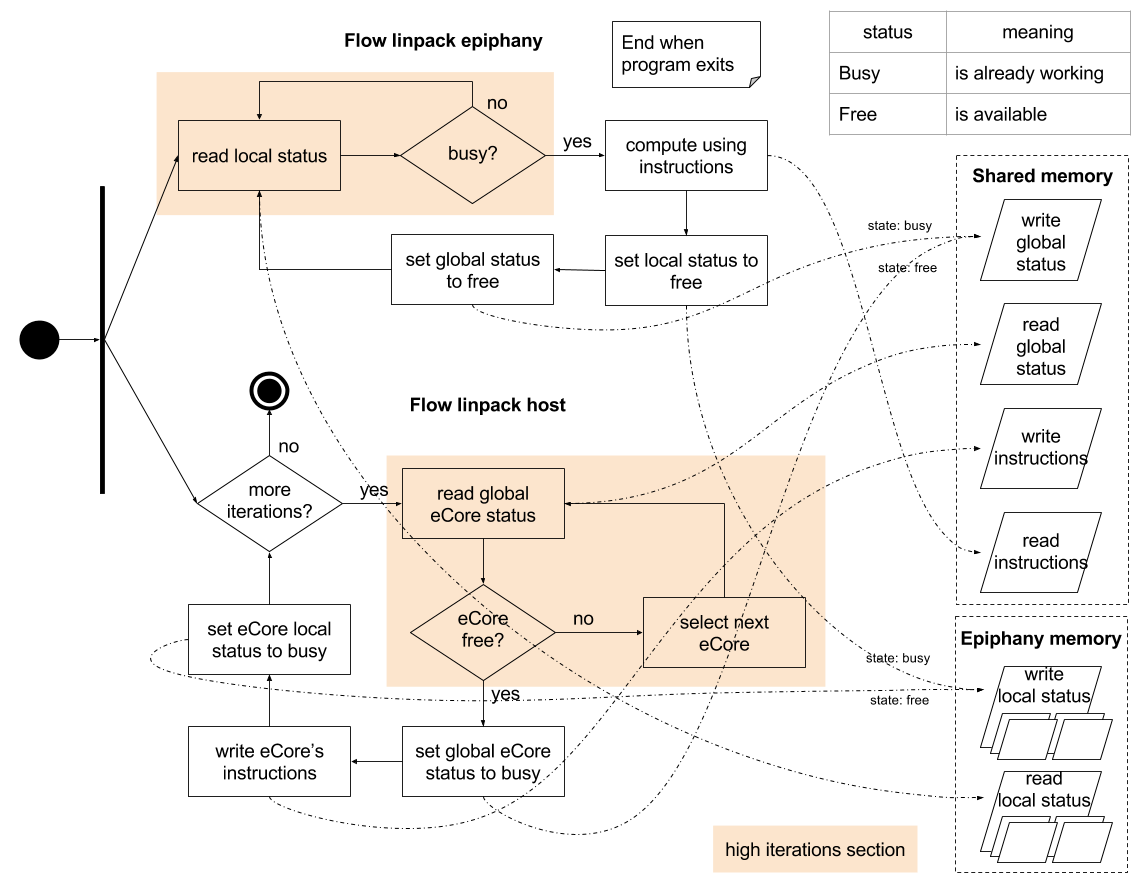 Flow linpack epiphany
End when
program exits
status meaning
Busy is already working
Free is available
no
read local status
busy?
yes
compute using
instructions
set global status
to free
set local status to
free
Shared memory
write
global
status
state: busy
state: free
read
global
status
write
instructions
read
instructions
Flow linpack host
no
more
iterations?
yes
read global
eCore status
eCore
free?
no
select next
eCore
yes
set eCore local
status to busy
write eCore's
instructions
set global eCore
status to busy
Epiphany memory
state: busy
state: free
write
local status
read
local status
high iterations section